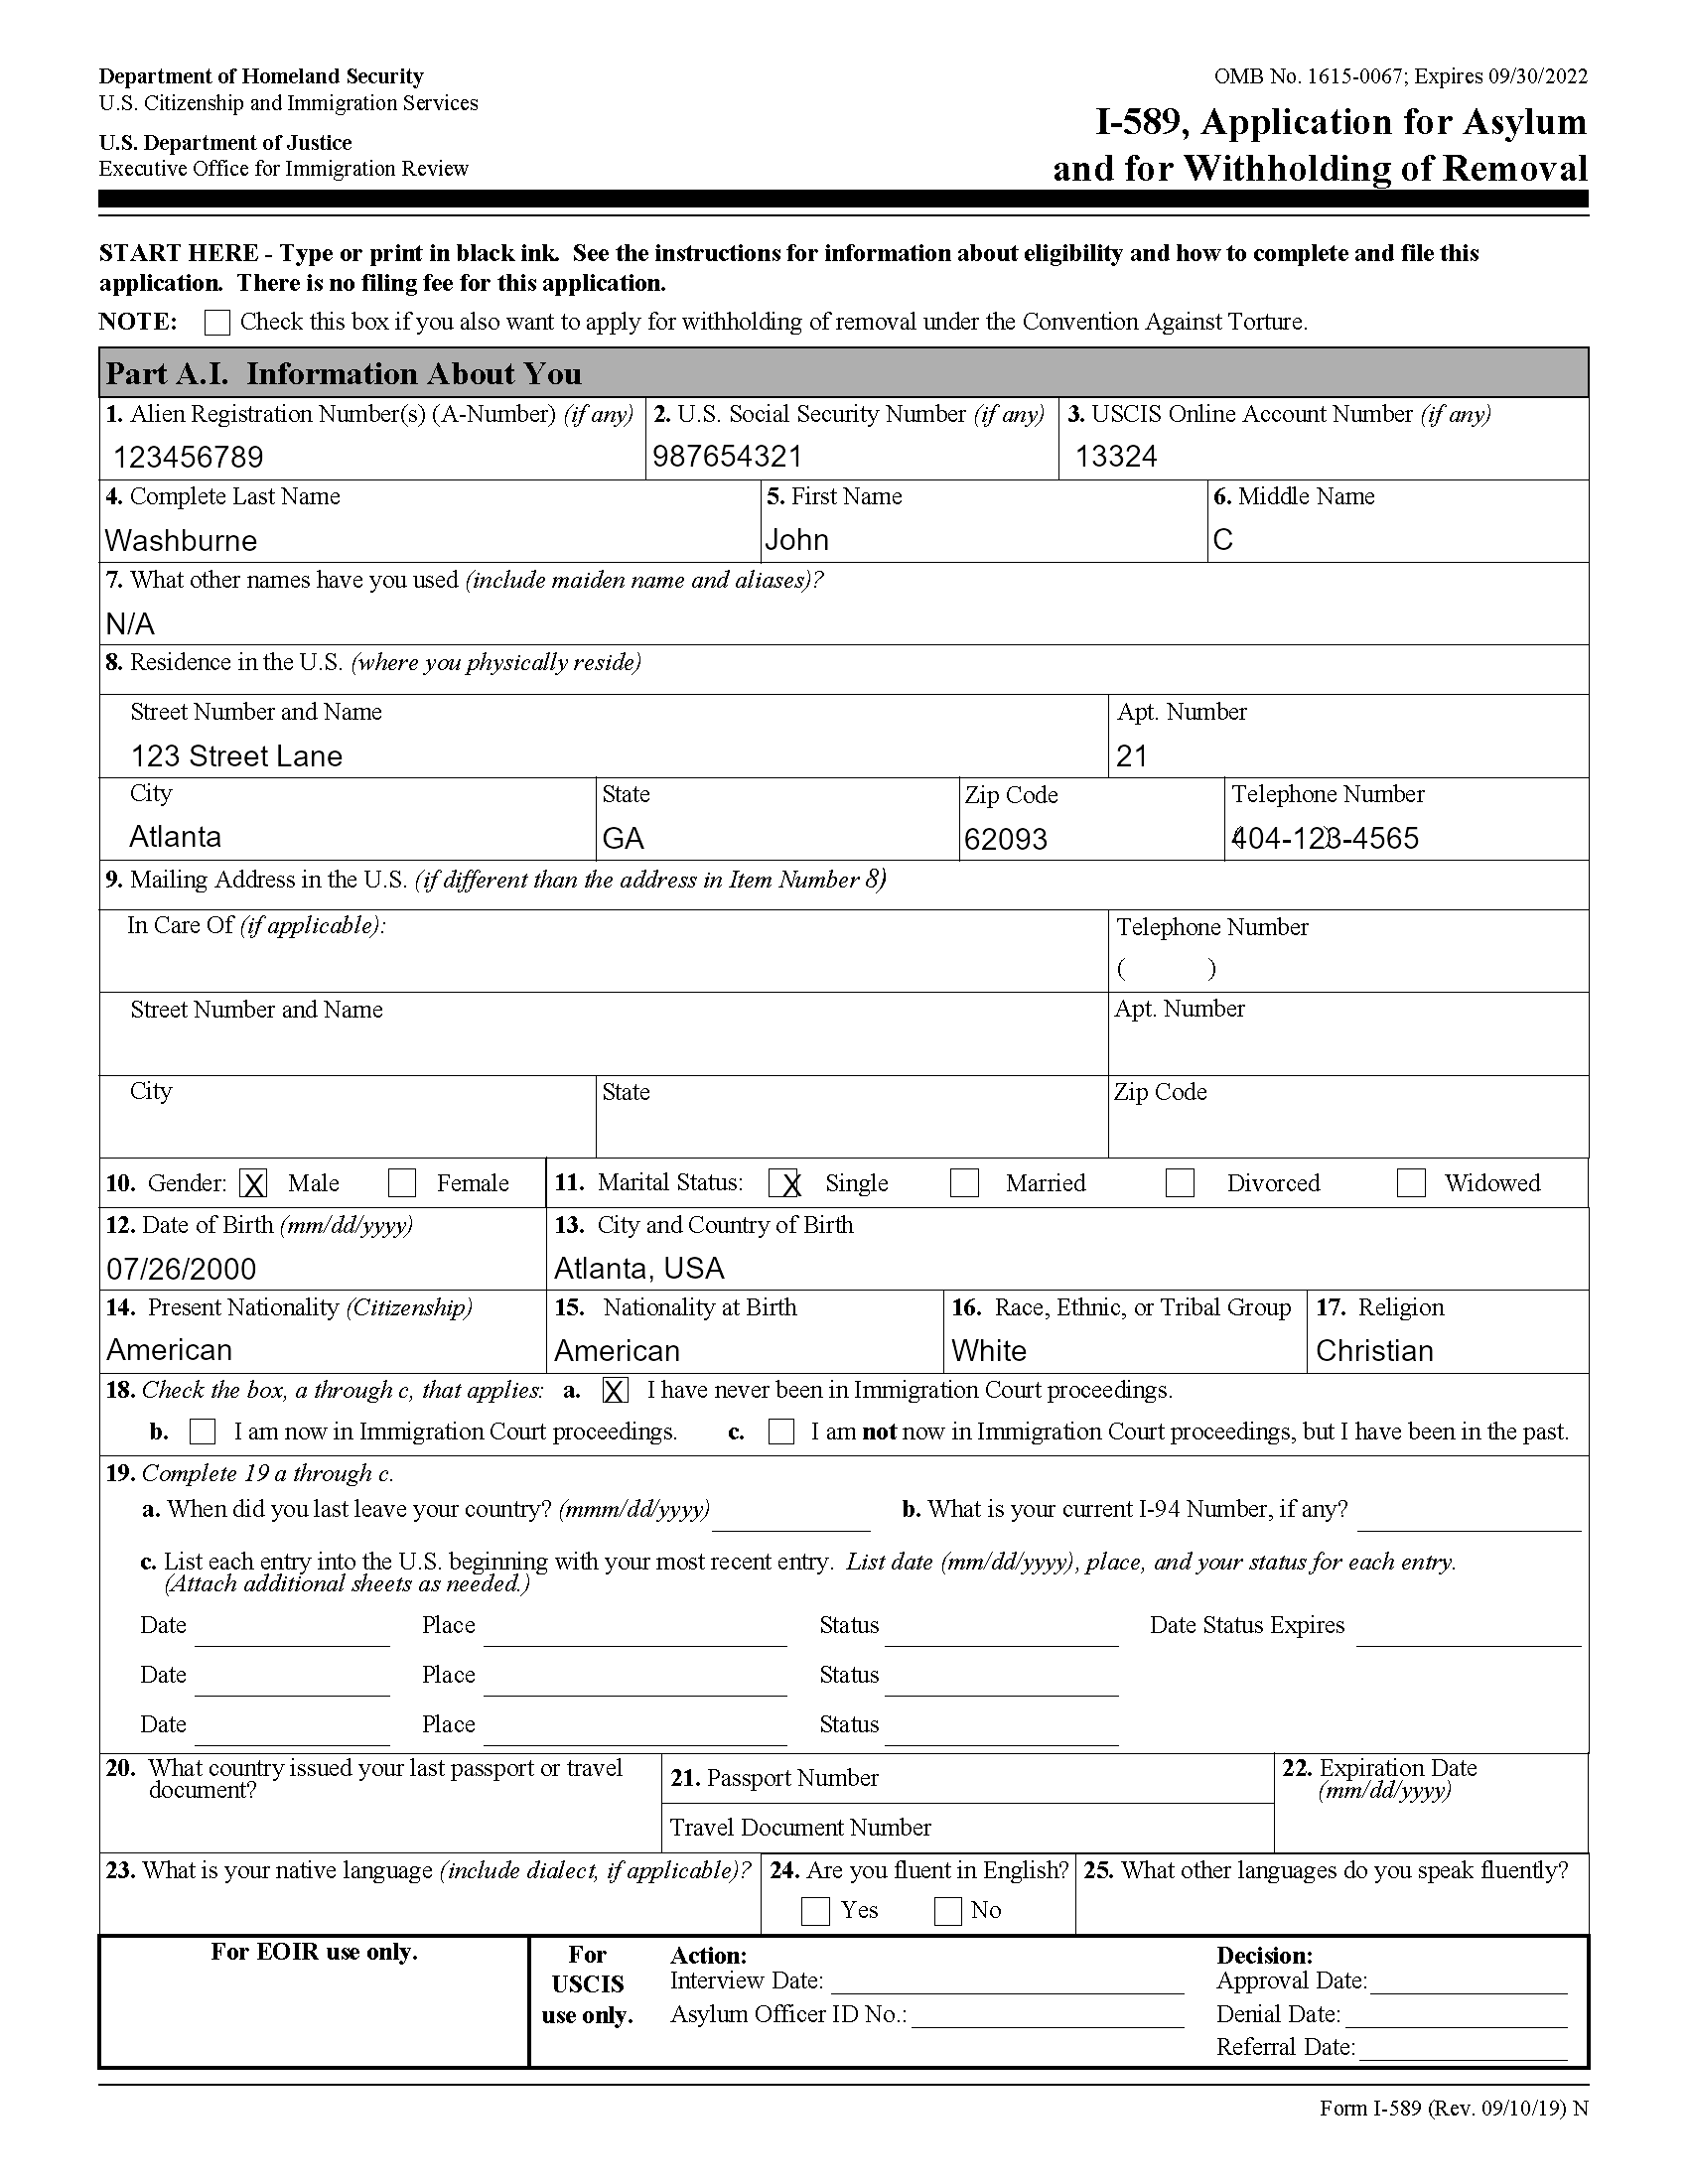 Department of Homeland Security
U.S. Citizenship and Immigration Services
U.S. Department of Justice
Executive Office for Immigration Review
OMB No. 1615-0067; Expires 09/30/2022
I-589, Application for Asylum
and for Withholding of Removal
START HERE - Type or print in black ink. See the instructions for information about eligibility and how to complete and file this
application. There is no filing fee for this application.
NOTE: Check this box if you also want to apply for withholding of removal under the Convention Against Torture.
Part A.I. Information About You
1. Alien Registration Number(s) (A-Number) (if any) 2. U.S. Social Security Number (if any) 3. USCIS Online Account Number (if any)
123456789 987654321 13324
4. Complete Last Name 5. First Name 6. Middle Name
Washburne John C
7. What other names have you used (include maiden name and aliases)?
N/A
8. Residence in the U.S. (where you physically reside)
Street Number and Name Apt. Number
123 Street Lane 21
City State Zip Code Telephone Number
Atlanta GA 62093 404-123-4565
9. Mailing Address in the U.S. (if different than the address in Item Number 8)
In Care Of (if applicable): Telephone Number
( )
Street Number and Name Apt. Number
City State Zip Code
10. Gender: X Male Female 11. Marital Status: X Single Married Divorced Widowed
12. Date of Birth (mm/dd/yyyy) 13. City and Country of Birth
07/26/2000 Atlanta, USA
14. Present Nationality (Citizenship) 15. Nationality at Birth 16. Race, Ethnic, or Tribal Group 17. Religion
American American White Christian
18. Check the box, a through c, that applies: a. X I have never been in Immigration Court proceedings.
b. I am now in Immigration Court proceedings. c. I am not now in Immigration Court proceedings, but I have been in the past.
19. Complete 19 a through c.
a. When did you last leave your country? (mmm/dd/yyyy) b. What is your current I-94 Number, if any?
c. List each entry into the U.S. beginning with your most recent entry. List date (mm/dd/yyyy), place, and your status for each entry.
(Attach additional sheets as needed.)
Date Place Status Date Status Expires
Date Place Status
Date Place Status
20. What country issued your last passport or travel
document?
21. Passport Number
Travel Document Number
22. Expiration Date
(mm/dd/yyyy)
23. What is your native language (include dialect, if applicable)? 24. Are you fluent in English? 25. What other languages do you speak fluently?
Yes No
For EOIR use only.
For
USCIS
use only.
Action:
Interview Date:
Asylum Officer ID No.:
Decision:
Approval Date:
Denial Date:
Referral Date:
Form I-589 (Rev. 09/10/19) N